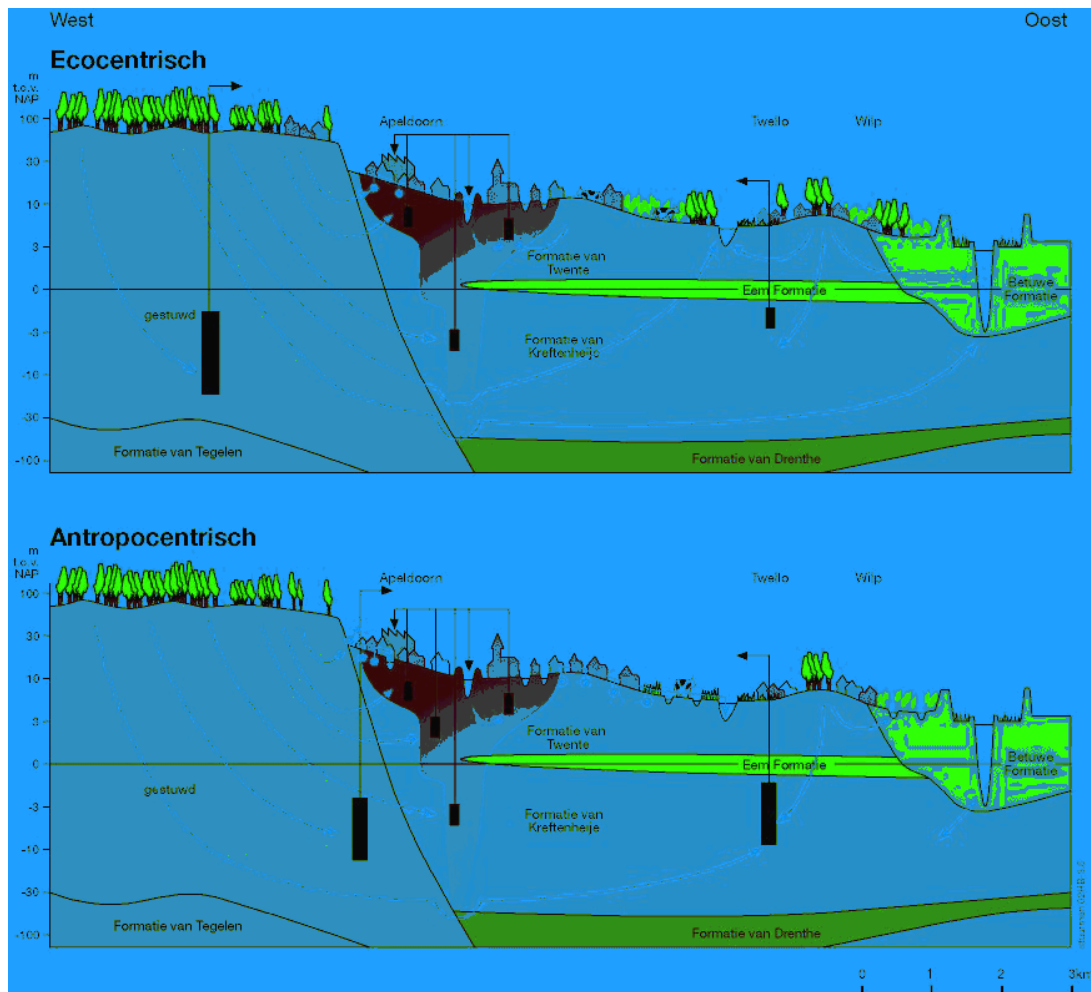 West
Oost
Ecocentrisch
m
t.o.v.
NAP
100
30
10
3
0
-3
-10
-30
-100
Apeldoorn
Twello
Wilp
Formatie van
Twente
Eem Formatie
Betuwe
Formatie
gestuwd
Formatie van
Kreftenheije
Formatie van Tegelen
Formatie van Drenthe
Antropocentrisch
m
t.o.v.
NAP
100
30
10
3
0
-3
-10
-30
-100
Apeldoorn
Twello
Wilp
Formatie van
Twente
Eem Formatie
Betuwe
Formatie
gestuwd
Formatie van
Kreftenheije
Formatie van Tegelen
Formatie van Drenthe
0
1
2
3km